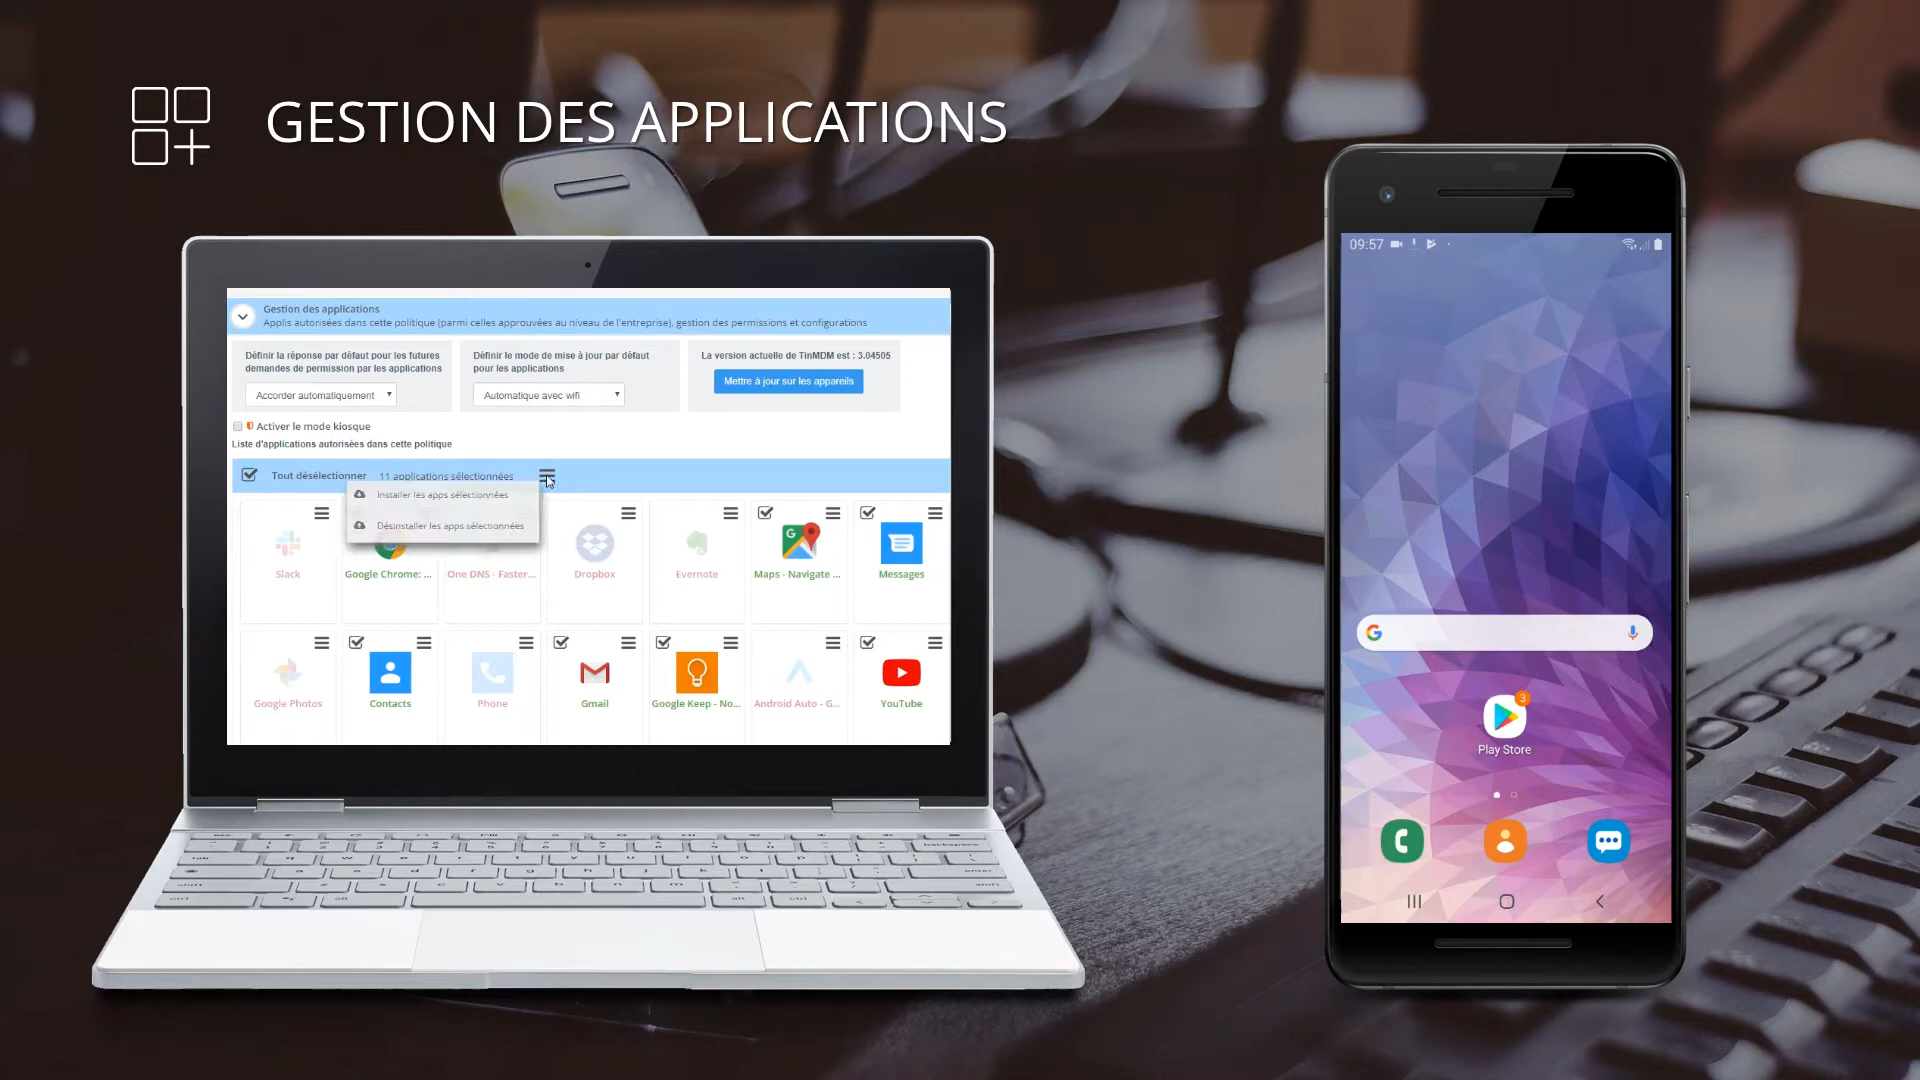 GESTION DES APPLICATIONS
Gestion des applications
Applis autorisées dans cette politique (parmi celles approuvées au niveau de l'entreprise), gestion des permissions et configurations
Définir la réponse par défaut pour les futures
demandes de permission par les applications
Accorder automatiquement
Définir le mode de mise à jour par défaut
pour les applications
Automatique avec wifi
La version actuelle de TinMDM est : 3.04505
Mettre à jour sur les appareils
Activer le mode kiosque
Liste d'applications autorisées dans cette politique
Tout désélectionner 11 applications sélectionnées
Installer les apps sélectionnées
Désinstaller les apps sélectionnées
Slack
Google Chrome: ...
One DNS - Faster...
Dropbox
Evernote
Maps - Navigate ...
Messages
Google Photos
Contacts
Phone
Gmail
Google Keep - No...
Android Auto - G...
YouTube
09:57
3
Play Store